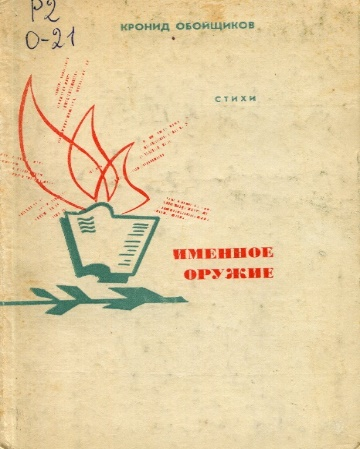 Р2
О-21
КРОНИД ОБОЙЩИКОВ
СТИХИ
ИМЕННОЕ
ОРУЖИЕ